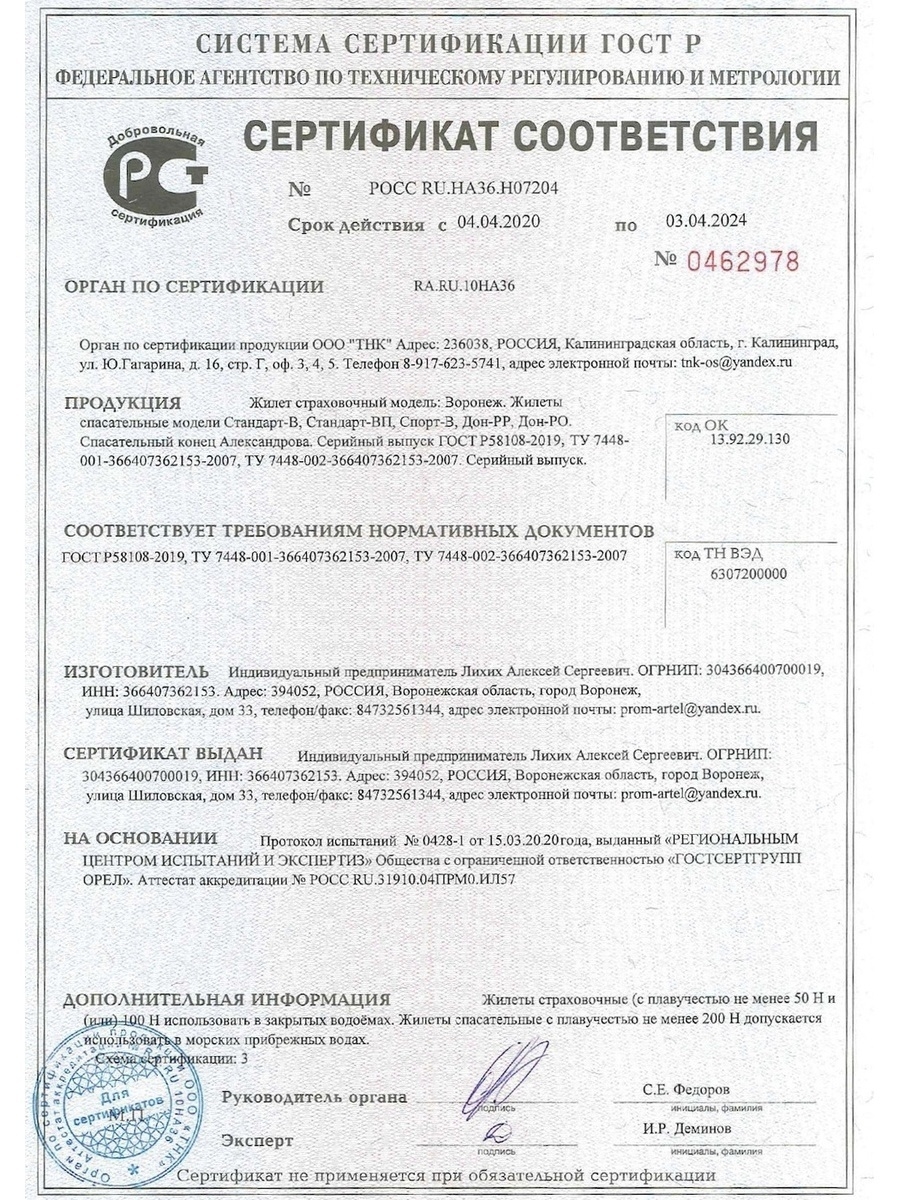 СИСТЕМА СЕРТИФИКАЦИИ ГОСТ Р
ФЕДЕРАЛЬНОЕ АГЕНТСТВО ПО ТЕХНИЧЕСКОМУ РЕГУЛИРОВАНИЮ И МЕТРОЛОГИИ
Добровольная
РСТ
сертификация
СЕРТИФИКАТ СООТВЕТСТВИЯ
№ РОСС RU.НА36.Н07204
Срок действия с 04.04.2020 по 03.04.2024
№ 0462978
ОРГАН ПО СЕРТИФИКАЦИИ RA.RU.10НА36
Орган по сертификации продукции ООО "ТНК" Адрес: 236038, РОССИЯ, Калининградская область, г. Калининград,
ул. Ю.Гагарина, д. 16, стр. Г, оф. 3, 4, 5. Телефон 8-917-623-5741, адрес электронной почты: tnk-os@yandex.ru
ПРОДУКЦИЯ Жилет страховочный модель: Воронеж. Жилеты
спасательные модели Стандарт-В, Стандарт-ВП, Спорт-В, Дон-РР, Дон-РО.
Спасательный конец Александрова. Серийный выпуск ГОСТ Р58108-2019, ТУ 7448-
001-366407362153-2007, ТУ 7448-002-366407362153-2007. Серийный выпуск.
код ОК
13.92.29.130
СООТВЕТСТВУЕТ ТРЕБОВАНИЯМ НОРМАТИВНЫХ ДОКУМЕНТОВ
ГОСТ Р58108-2019, ТУ 7448-001-366407362153-2007, ТУ 7448-002-366407362153-2007
код ТН ВЭД
6307200000
ИЗГОТОВИТЕЛЬ Индивидуальный предприниматель Лихих Алексей Сергеевич. ОГРНИП: 304366400700019,
ИНН: 366407362153. Адрес: 394052, РОССИЯ, Воронежская область, город Воронеж,
улица Шиловская, дом 33, телефон/факс: 84732561344, адрес электронной почты: prom-artel@yandex.ru.
СЕРТИФИКАТ ВЫДАН Индивидуальный предприниматель Лихих Алексей Сергеевич. ОГРНИП:
304366400700019, ИНН: 366407362153. Адрес: 394052, РОССИЯ, Воронежская область, город Воронеж,
улица Шиловская, дом 33, телефон/факс: 84732561344, адрес электронной почты: prom-artel@yandex.ru.
НА ОСНОВАНИИ Протокол испытаний № 0428-1 от 15.03.2020года, выданный «РЕГИОНАЛЬНЫМ
ЦЕНТРОМ ИСПЫТАНИЙ И ЭКСПЕРТИЗ» Общества с ограниченной ответственностью «ГОСТСЕРТГРУПП
ОРЕЛ». Аттестат аккредитации № РОСС RU.31910.04ПРМ0.ИЛ57
ДОПОЛНИТЕЛЬНАЯ ИНФОРМАЦИЯ Жилеты страховочные (с плавучестью не менее 50 Н и
(или) 100 Н использовать в закрытых водоёмах. Жилеты спасательные с плавучестью не менее 200 Н допускается
использовать в морских прибрежных водах.
Схема сертификации: 3
Орган по сертификации продукции ООО «ТНК»
Аттестат аккредитации № RA.RU 10НА36
Для
сертификатов
М.П.
Руководитель органа
подпись
С.Е. Федоров
инициалы, фамилия
Эксперт
подпись
И.Р. Деминов
инициалы, фамилия
Сертификат не применяется при обязательной сертификации